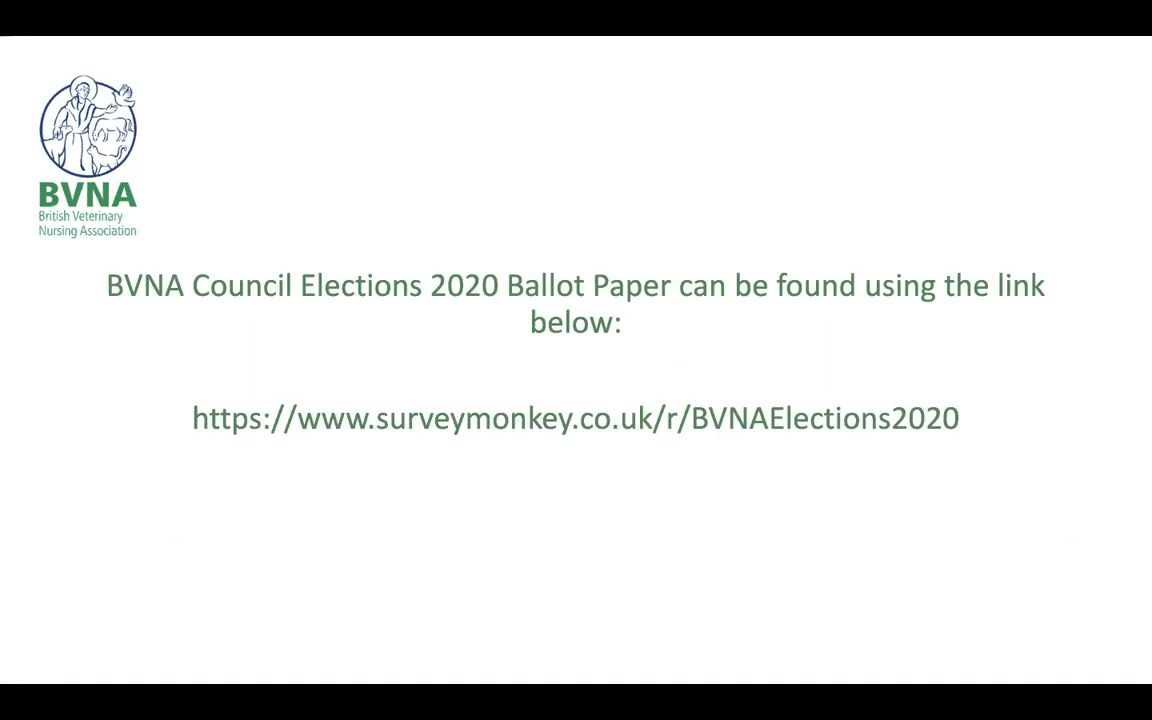 BVNA
British Veterinary
Nursing Association
BVNA Council Elections 2020 Ballot Paper can be found using the link
below:
https://www.surveymonkey.co.uk/r/BVNAElections2020